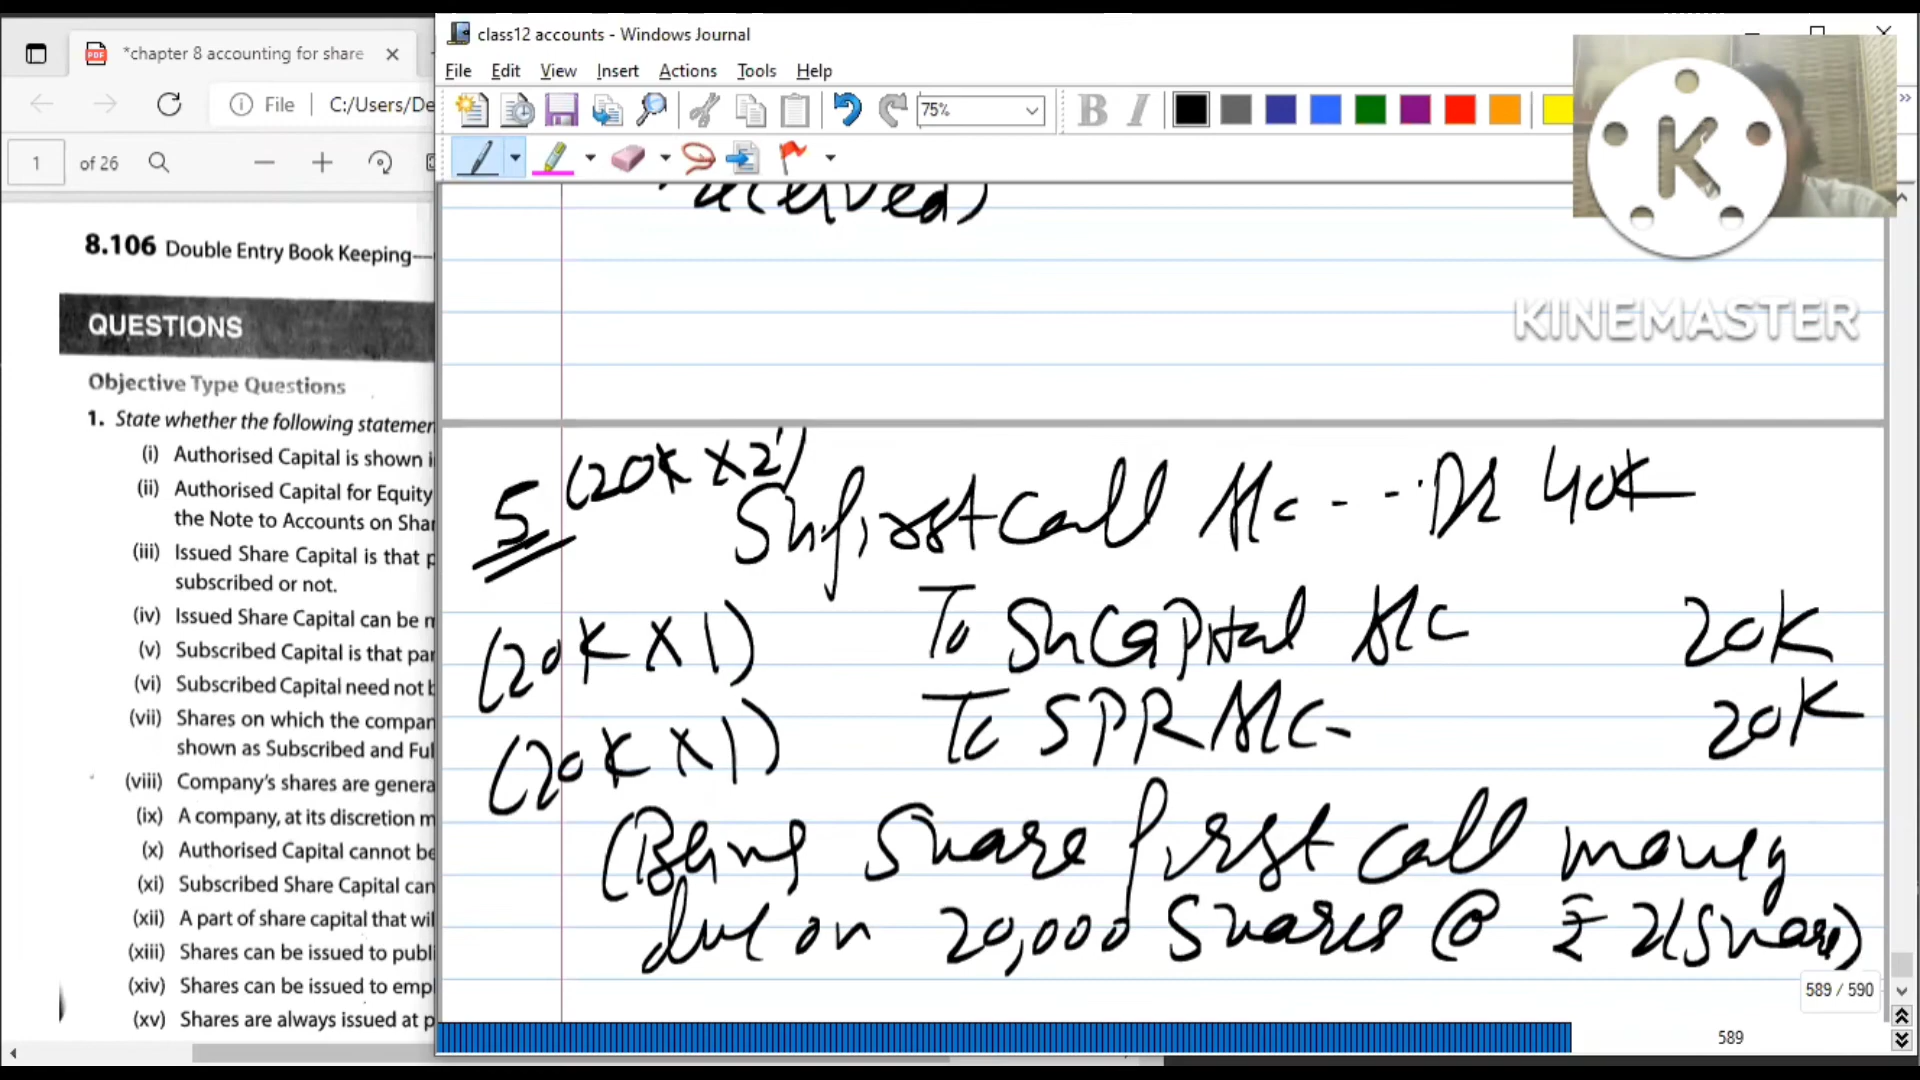 *chapter 8 accounting for share
class12 accounts - Windows Journal
File Edit View Insert Actions Tools Help
File C:/Users/De
75%
B I
1 of 26
K
KINEMASTER
received)
8.106 Double Entry Book Keeping—
QUESTIONS
Objective Type Questions
1. State whether the following statemen
(i) Authorised Capital is shown i
(ii) Authorised Capital for Equity
the Note to Accounts on Shar
(iii) Issued Share Capital is that p
subscribed or not.
(iv) Issued Share Capital can be m
(v) Subscribed Capital is that par
(vi) Subscribed Capital need not b
(vii) Shares on which the compan
shown as Subscribed and Ful
(viii) Company's shares are genera
(ix) A company, at its discretion m
(x) Authorised Capital cannot be
(xi) Subscribed Share Capital can
(xii) A part of share capital that wil
(xiii) Shares can be issued to publi
(xiv) Shares can be issued to emp
(xv) Shares are always issued at p
5 (20K X2) Sh first call A/c - - . Dr 40K
(20K X 1) To Sh Capital A/c 20K
(20K X 1) To SPR A/c- 20K
(Being Share first call money
due on 20,000 Shares @ ₹ 2(Share)
589 / 590
589